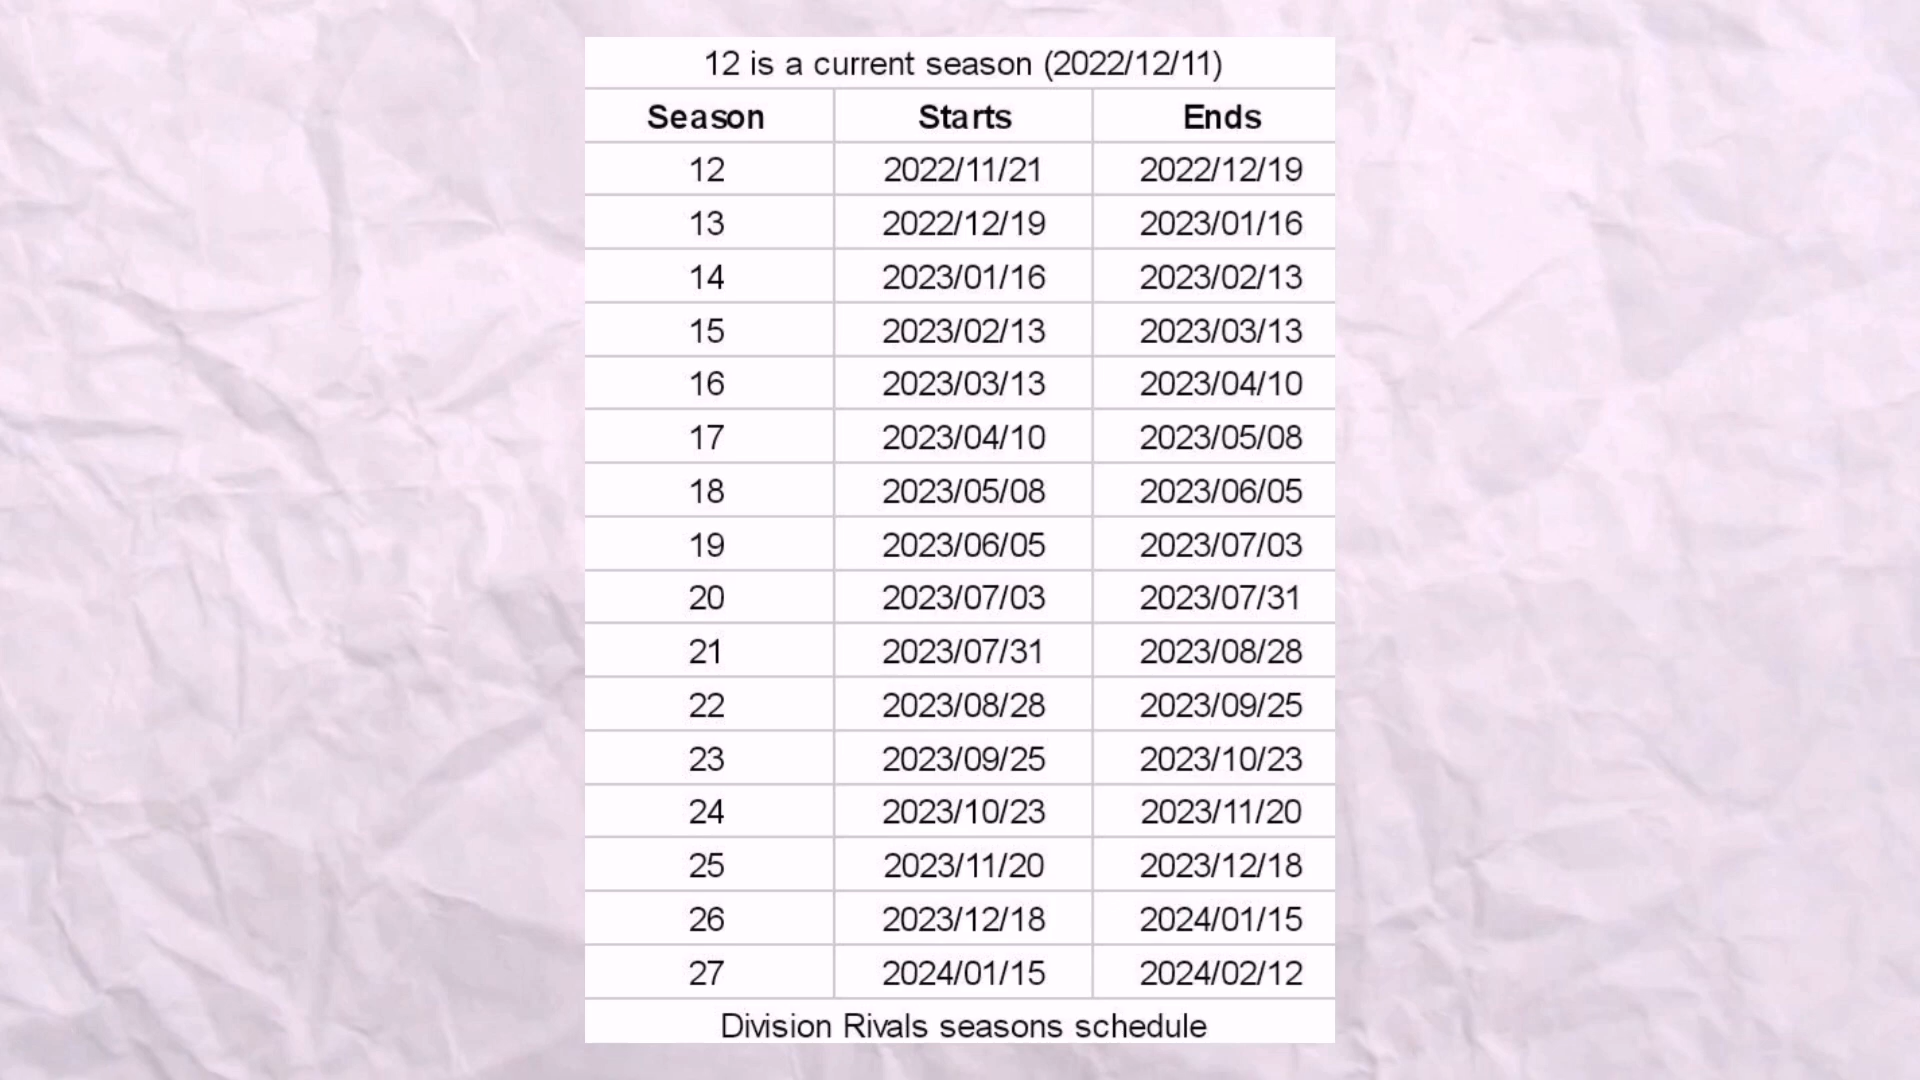 12 is a current season (2022/12/11)
Season Starts Ends
12 2022/11/21 2022/12/19
13 2022/12/19 2023/01/16
14 2023/01/16 2023/02/13
15 2023/02/13 2023/03/13
16 2023/03/13 2023/04/10
17 2023/04/10 2023/05/08
18 2023/05/08 2023/06/05
19 2023/06/05 2023/07/03
20 2023/07/03 2023/07/31
21 2023/07/31 2023/08/28
22 2023/08/28 2023/09/25
23 2023/09/25 2023/10/23
24 2023/10/23 2023/11/20
25 2023/11/20 2023/12/18
26 2023/12/18 2024/01/15
27 2024/01/15 2024/02/12
Division Rivals seasons schedule